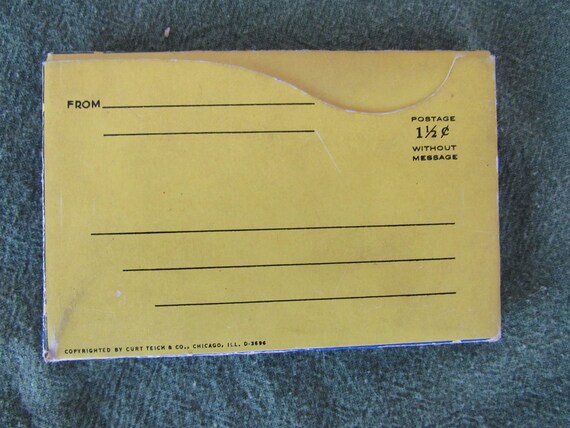 FROM
POSTAGE
1½ ¢
WITHOUT
MESSAGE
COPYRIGHTED BY CURT TEICH & CO., CHICAGO, ILL. D-3696